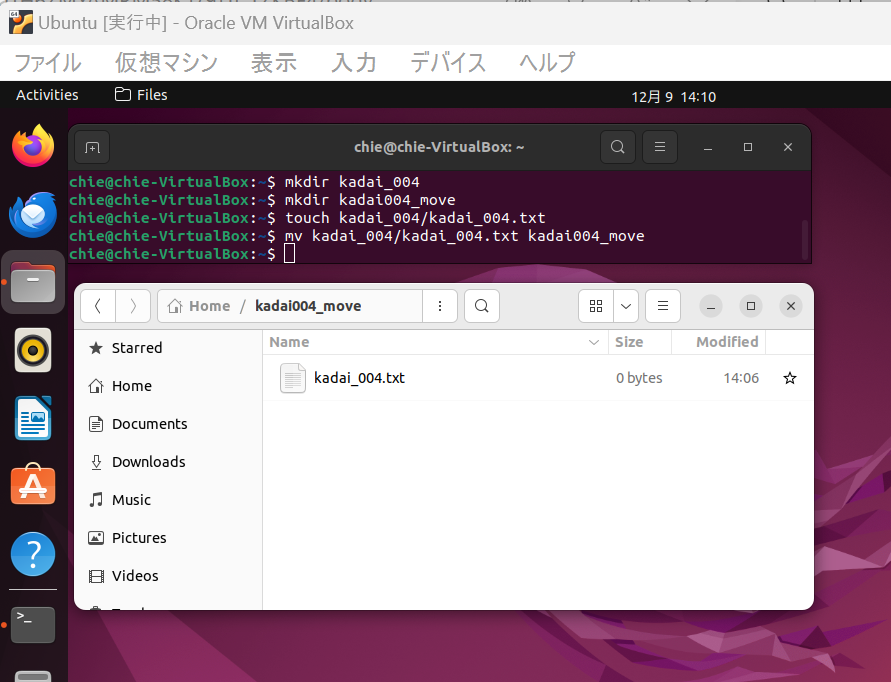 Ubuntu [実行中] - Oracle VM VirtualBox
ファイル 仮想マシン 表示 入力 デバイス ヘルプ
Activities Files 12月 9 14:10
chie@chie-VirtualBox: ~
chie@chie-VirtualBox:~$ mkdir kadai_004
chie@chie-VirtualBox:~$ mkdir kadai004_move
chie@chie-VirtualBox:~$ touch kadai_004/kadai_004.txt
chie@chie-VirtualBox:~$ mv kadai_004/kadai_004.txt kadai004_move
chie@chie-VirtualBox:~$
Home / kadai004_move
Name Size Modified
kadai_004.txt 0 bytes 14:06
Starred
Home
Documents
Downloads
Music
Pictures
Videos